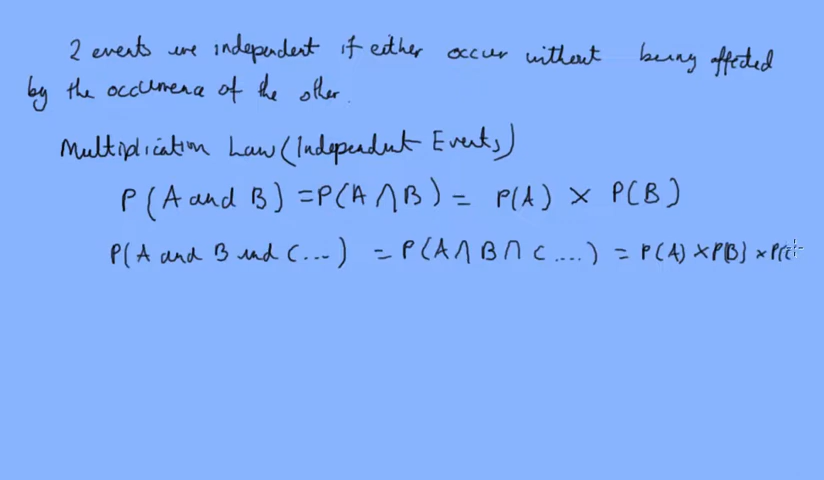 2 events are independent if either occur without being affected
by the occurrence of the other.
Multiplication Law (Independent Events)
P(A and B) = P(A ∩ B) = P(A) × P(B)
P(A and B and C ...) = P(A ∩ B ∩ C ....) = P(A) × P(B) × P(C